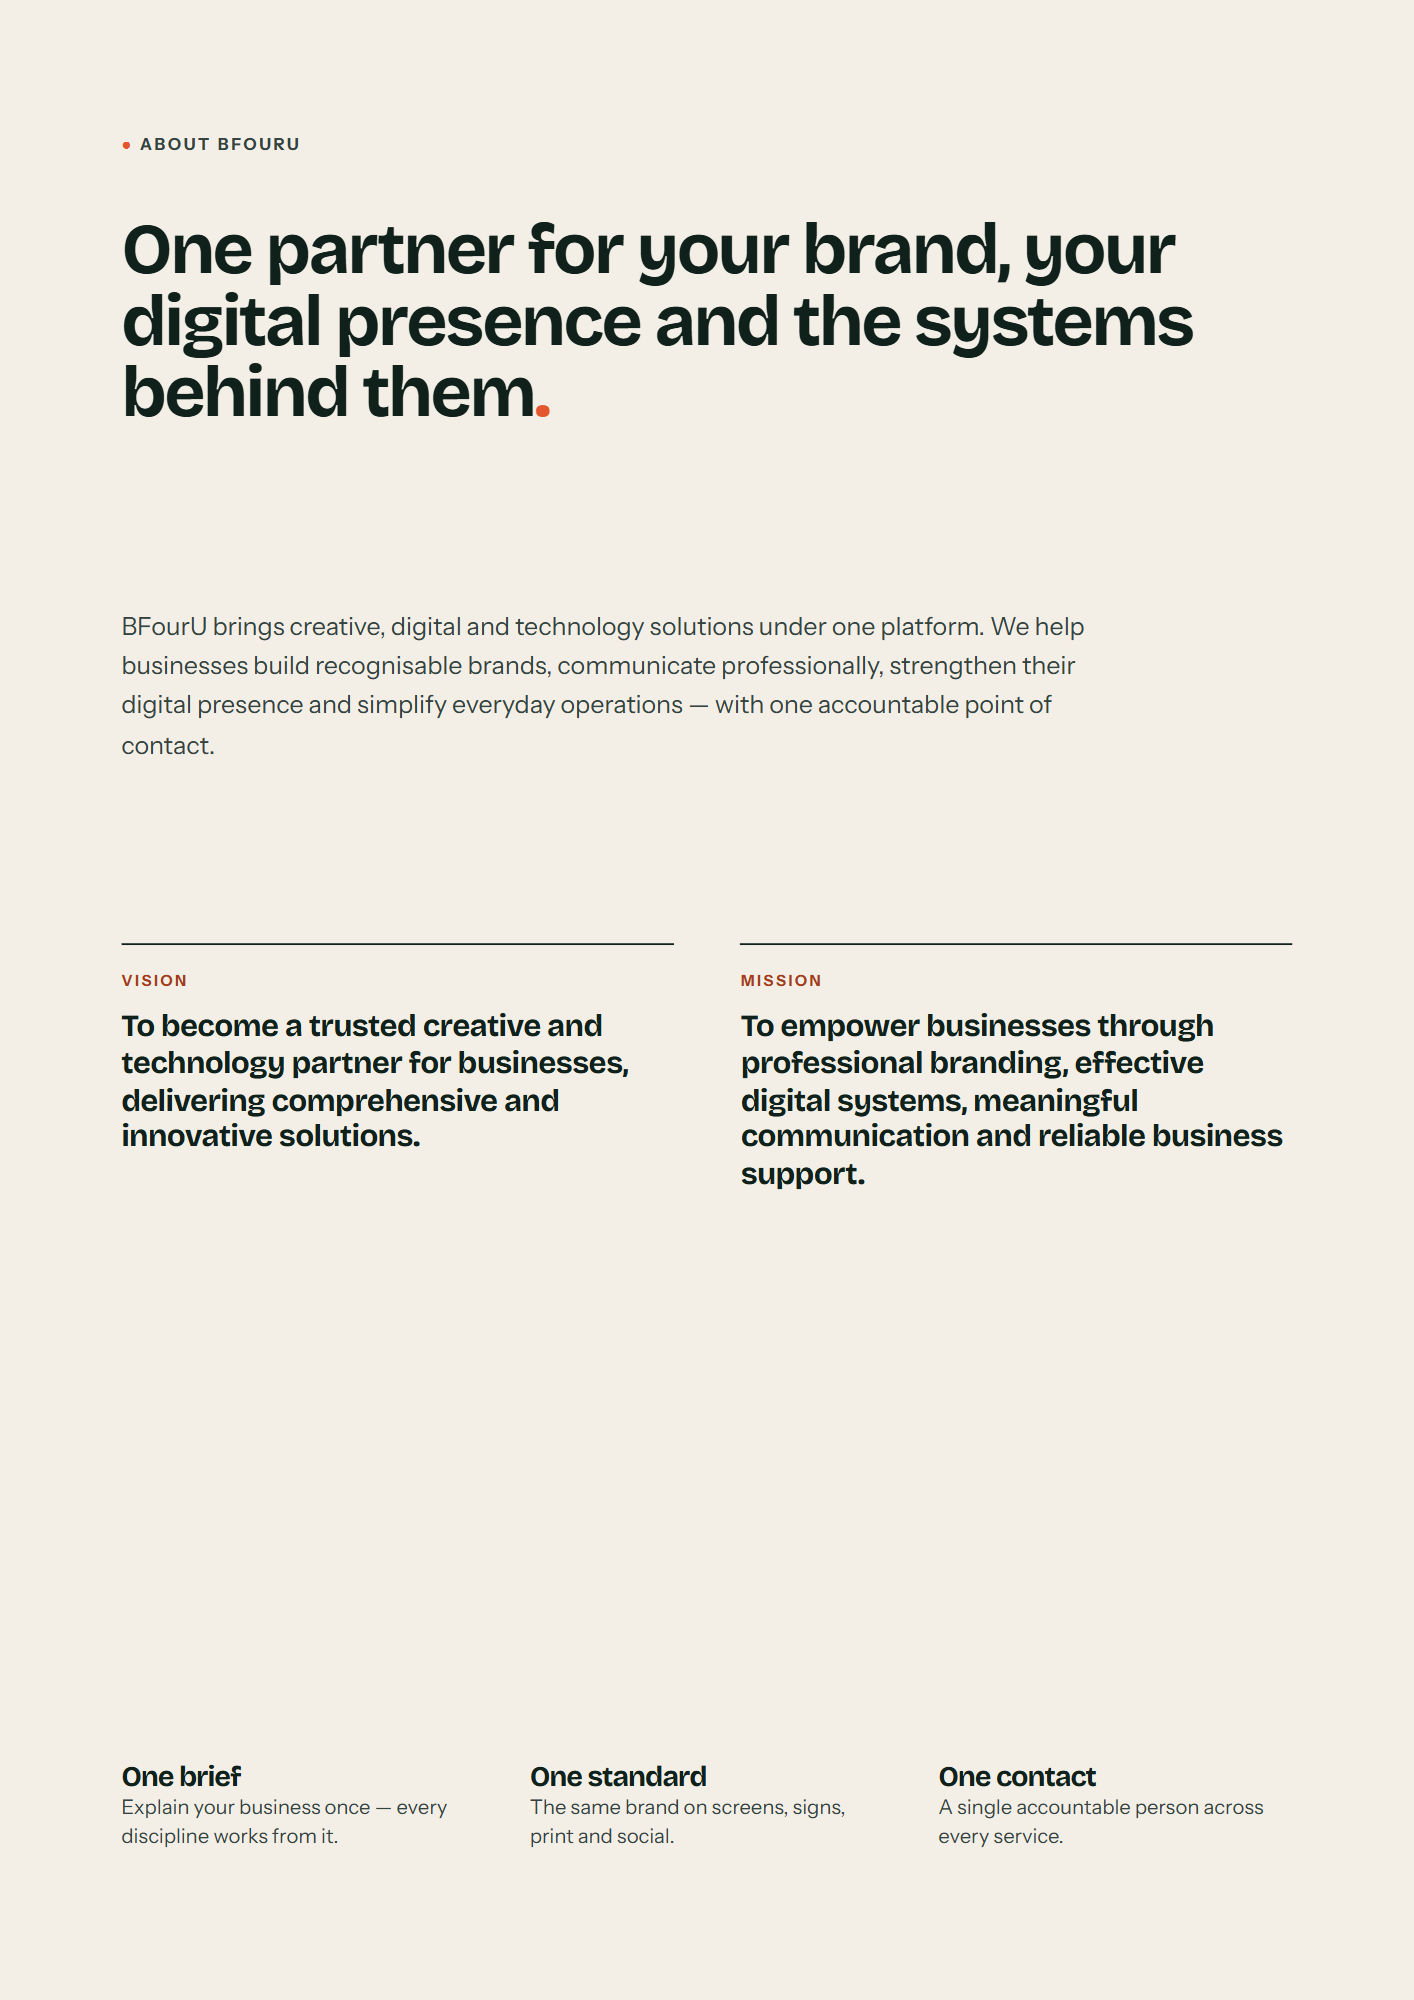 ABOUT BFOURU
One partner for your brand, your
digital presence and the systems
behind them.
BFourU brings creative, digital and technology solutions under one platform. We help
businesses build recognisable brands, communicate professionally, strengthen their
digital presence and simplify everyday operations — with one accountable point of
contact.
VISION
To become a trusted creative and
technology partner for businesses,
delivering comprehensive and
innovative solutions.
MISSION
To empower businesses through
professional branding, effective
digital systems, meaningful
communication and reliable business
support.
One brief
Explain your business once — every
discipline works from it.
One standard
The same brand on screens, signs,
print and social.
One contact
A single accountable person across
every service.